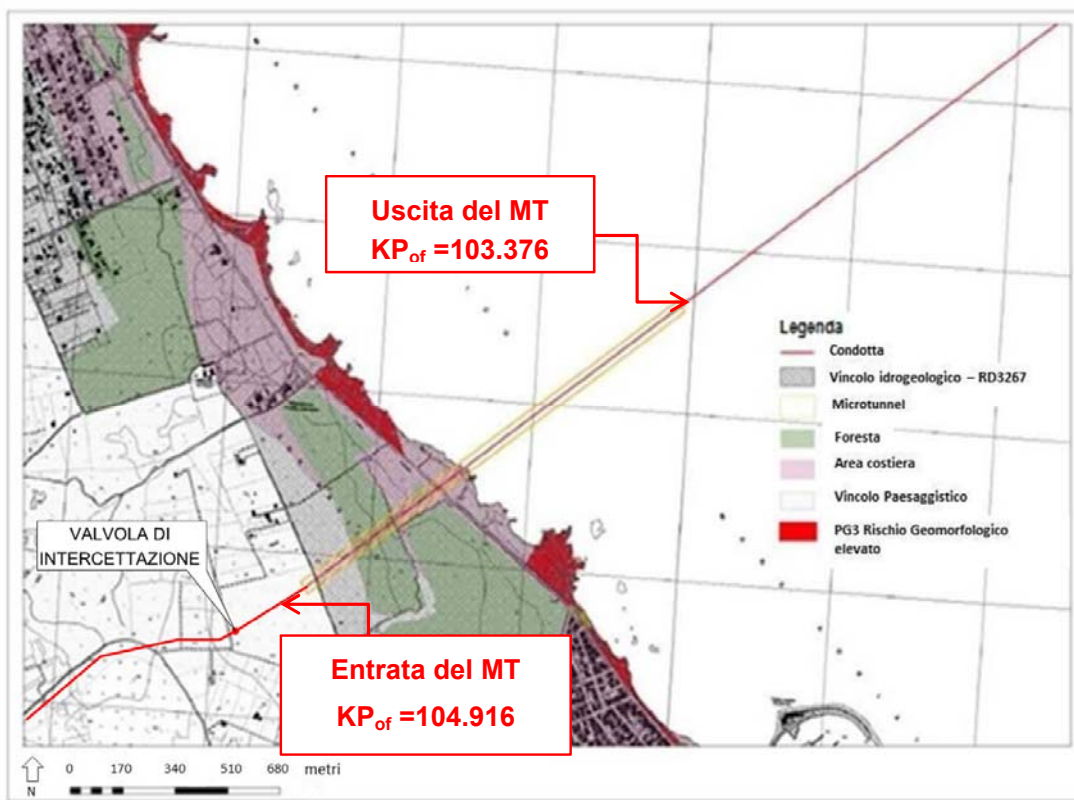 Uscita del MT
KPof =103.376
Legenda
Condotta
Vincolo idrogeologico – RD3267
Microtunnel
Foresta
Area costiera
Vincolo Paesaggistico
PG3 Rischio Geomorfologico
elevato
VALVOLA DI
INTERCETTAZIONE
Entrata del MT
KPof =104.916
0 170 340 510 680 metri
N